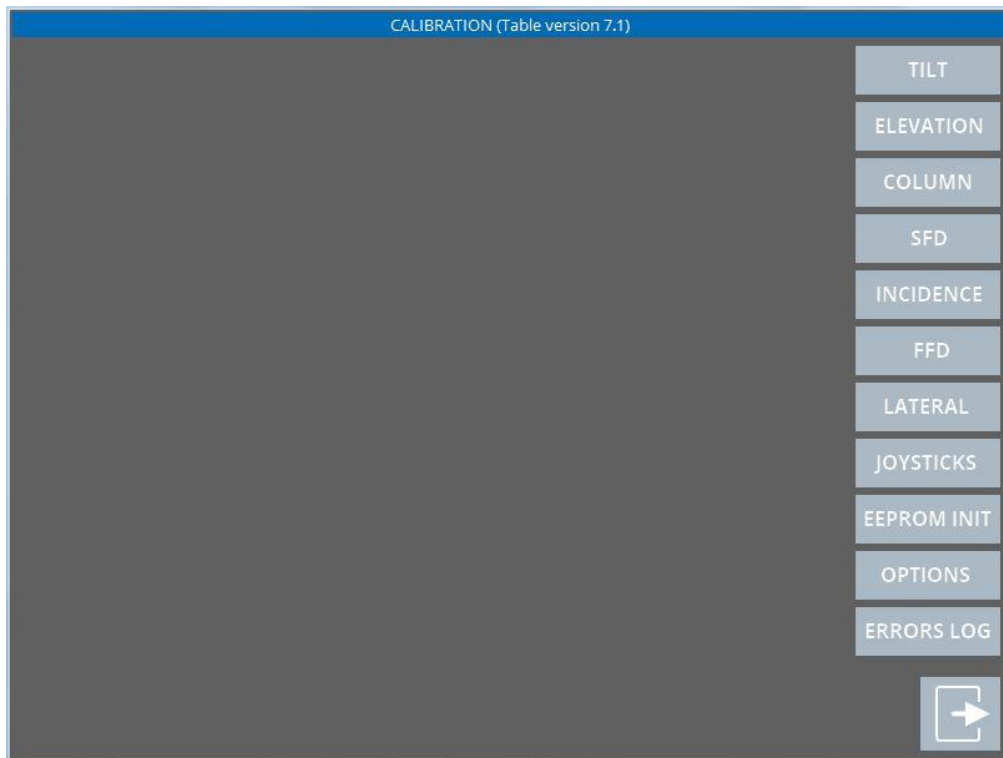 CALIBRATION (Table version 7.1)
TILT
ELEVATION
COLUMN
SFD
INCIDENCE
FFD
LATERAL
JOYSTICKS
EEPROM INIT
OPTIONS
ERRORS LOG